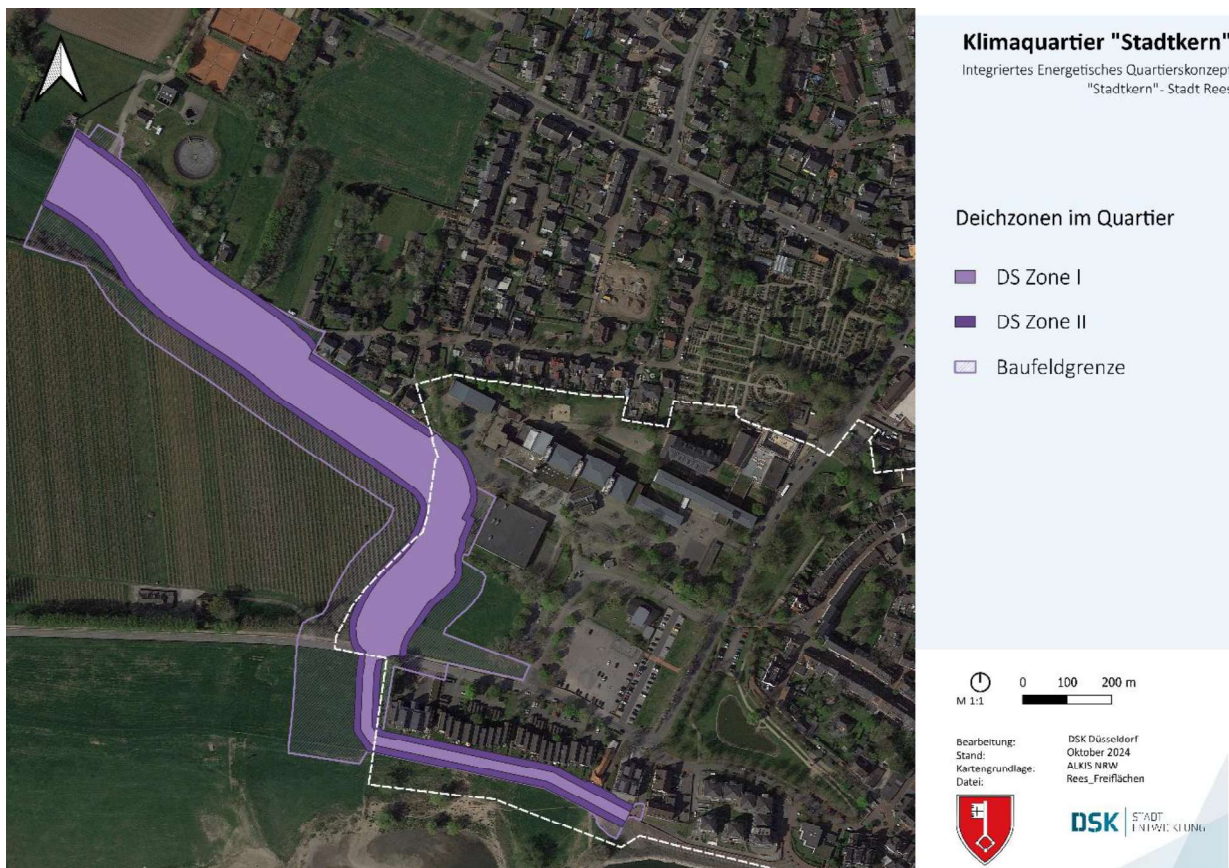 Klimaquartier "Stadtkern"
Integriertes Energetisches Quartierskonzept
"Stadtkern"- Stadt Rees
Deichzonen im Quartier
DS Zone I
DS Zone II
Baufeldgrenze
0 100 200 m
M 1:1
Bearbeitung: DSK Düsseldorf
Stand: Oktober 2024
Kartengrundlage: ALKIS NRW
Datei: Rees_Freiflächen
DSK STADT
ENTWICKLUNG